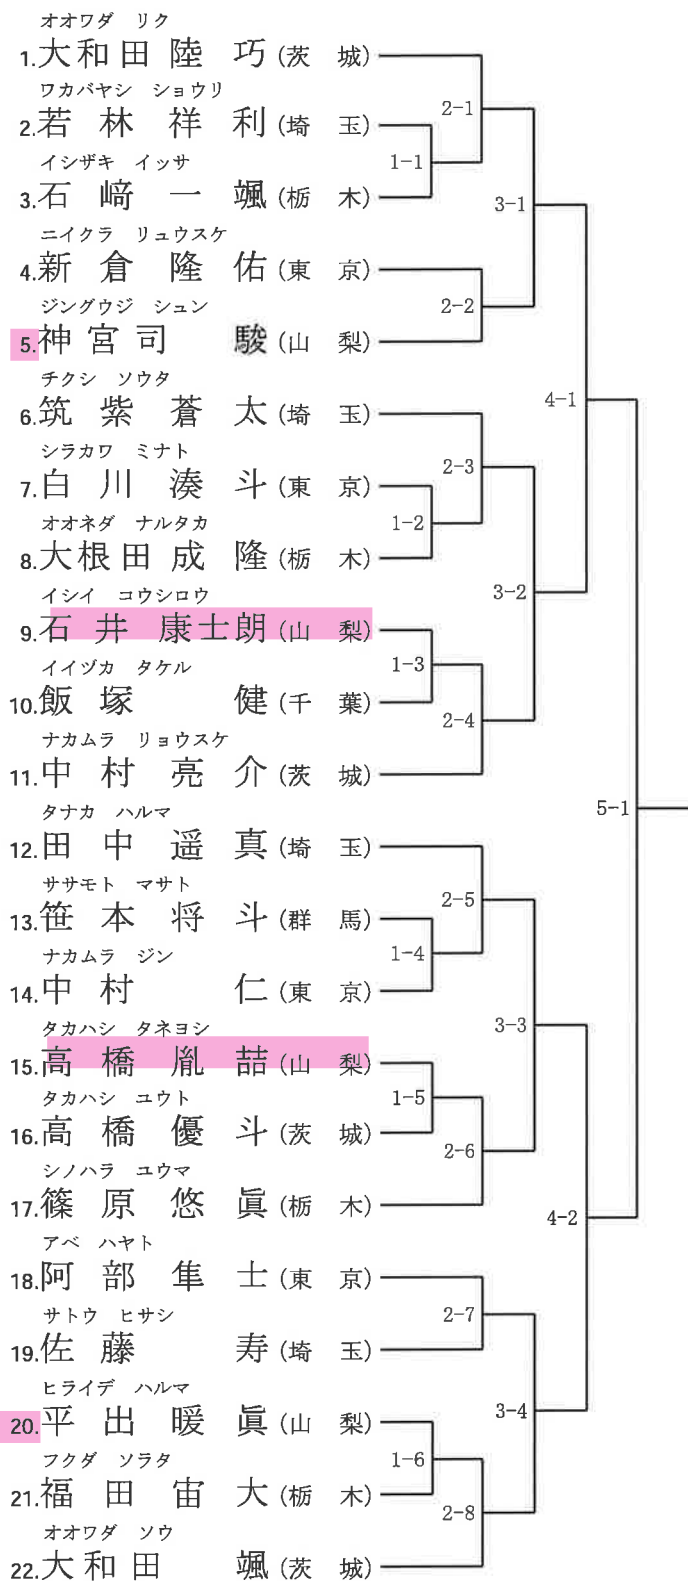 オオワダ リク
1.大和田陸 巧(茨 城)
ワカバヤシ ショウリ
2.若 林 祥 利(埼 玉)
イシザキ イッサ
3.石 﨑 一 颯(栃 木)
ニイクラ リュウスケ
4.新 倉 隆 佑(東 京)
ジングウジ シュン
5.神宮司 駿(山 梨)
チクシ ソウタ
6.筑 紫 蒼 太(埼 玉)
シラカワ ミナト
7.白 川 湊 斗(東 京)
オオネダ ナルタカ
8.大根田成 隆(栃 木)
イシイ コウシロウ
9.石 井 康士朗(山 梨)
イイヅカ タケル
10.飯 塚 健(千 葉)
ナカムラ リョウスケ
11.中 村 亮 介(茨 城)
タナカ ハルマ
12.田 中 遥 真(埼 玉)
ササモト マサト
13.笹 本 将 斗(群 馬)
ナカムラ ジン
14.中 村 仁(東 京)
タカハシ タネヨシ
15.高 橋 胤 喆(山 梨)
タカハシ ユウト
16.高 橋 優 斗(茨 城)
シノハラ ユウマ
17.篠 原 悠 眞(栃 木)
アベ ハヤト
18.阿 部 隼 士(東 京)
サトウ ヒサシ
19.佐 藤 寿(埼 玉)
ヒライデ ハルマ
20.平 出 暖 眞(山 梨)
フクダ ソラタ
21.福 田 宙 大(栃 木)
オオワダ ソウ
22.大和田 颯(茨 城)
1-1
1-2
1-3
1-4
1-5
1-6
2-1
2-2
2-3
2-4
2-5
2-6
2-7
2-8
3-1
3-2
3-3
3-4
4-1
4-2
5-1